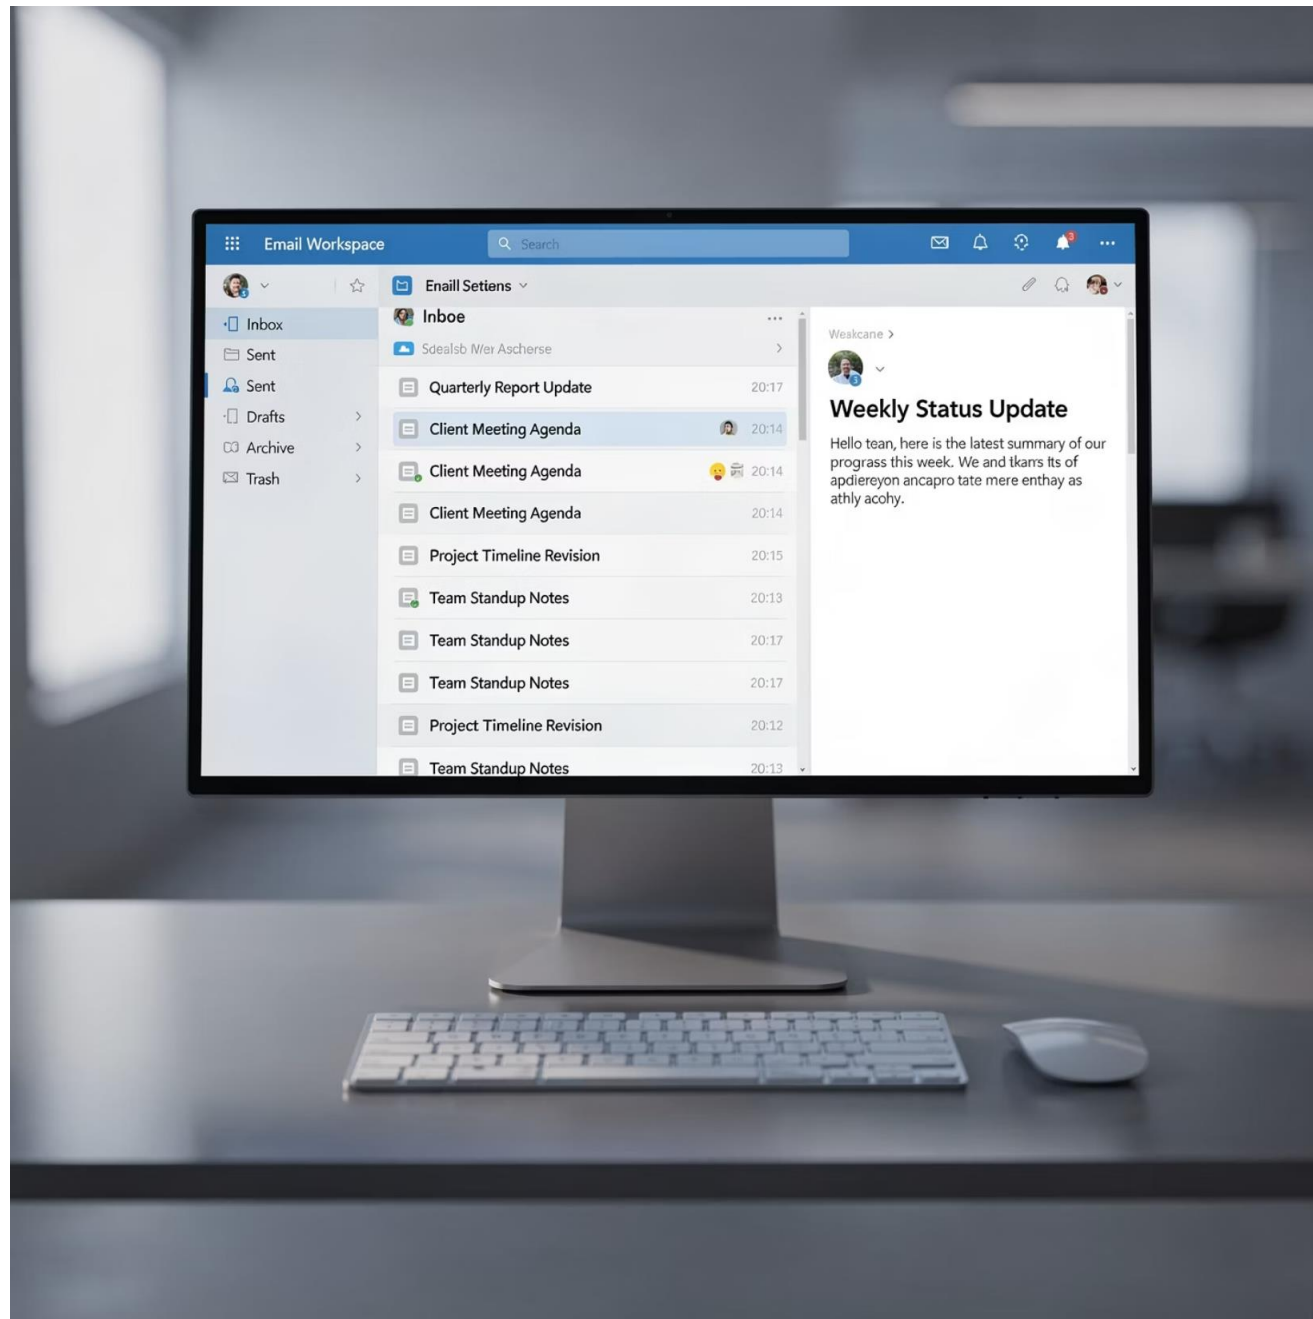 Email Workspace
Search
3
Enaill Setiens
Inbox
Sent
Sent
Drafts
Archive
Trash
Inboe
Sdealsb Wer Ascherse
Quarterly Report Update 20:17
Client Meeting Agenda 20:14
Client Meeting Agenda 20:14
Client Meeting Agenda 20:14
Project Timeline Revision 20:15
Team Standup Notes 20:13
Team Standup Notes 20:17
Team Standup Notes 20:17
Project Timeline Revision 20:12
Team Standup Notes 20:13
Weakcane >
Weekly Status Update
Hello tean, here is the latest summary of our
prograss this week. We and tkans fts of
apdiereyon ancapro tate mere enthay as
athly acohy.